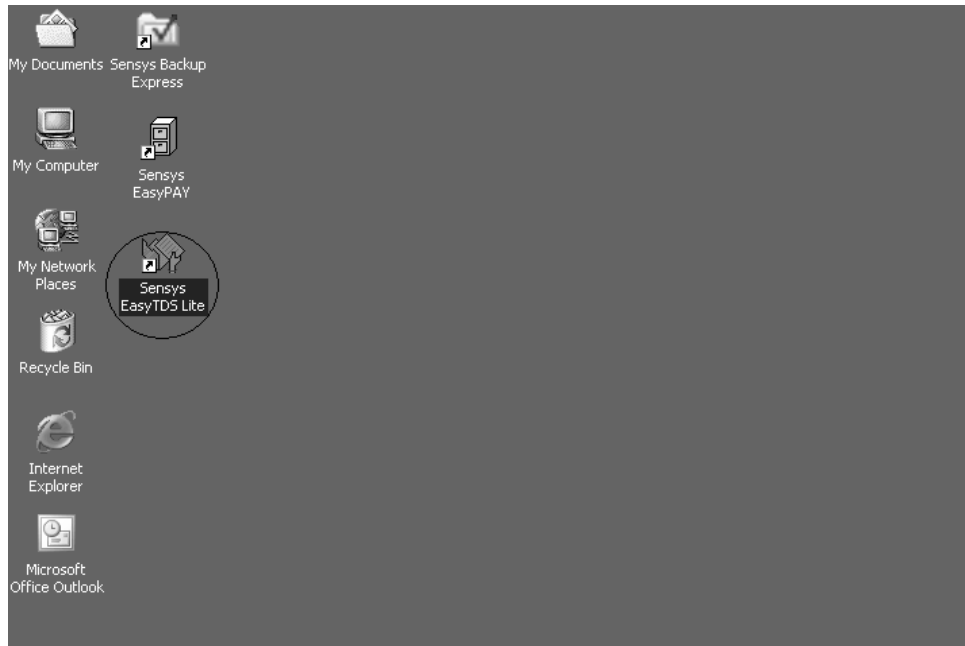 My Documents
Sensys Backup
Express
My Computer
Sensys
EasyPAY
My Network
Places
Sensys
EasyTDS Lite
Recycle Bin
Internet
Explorer
Microsoft
Office Outlook